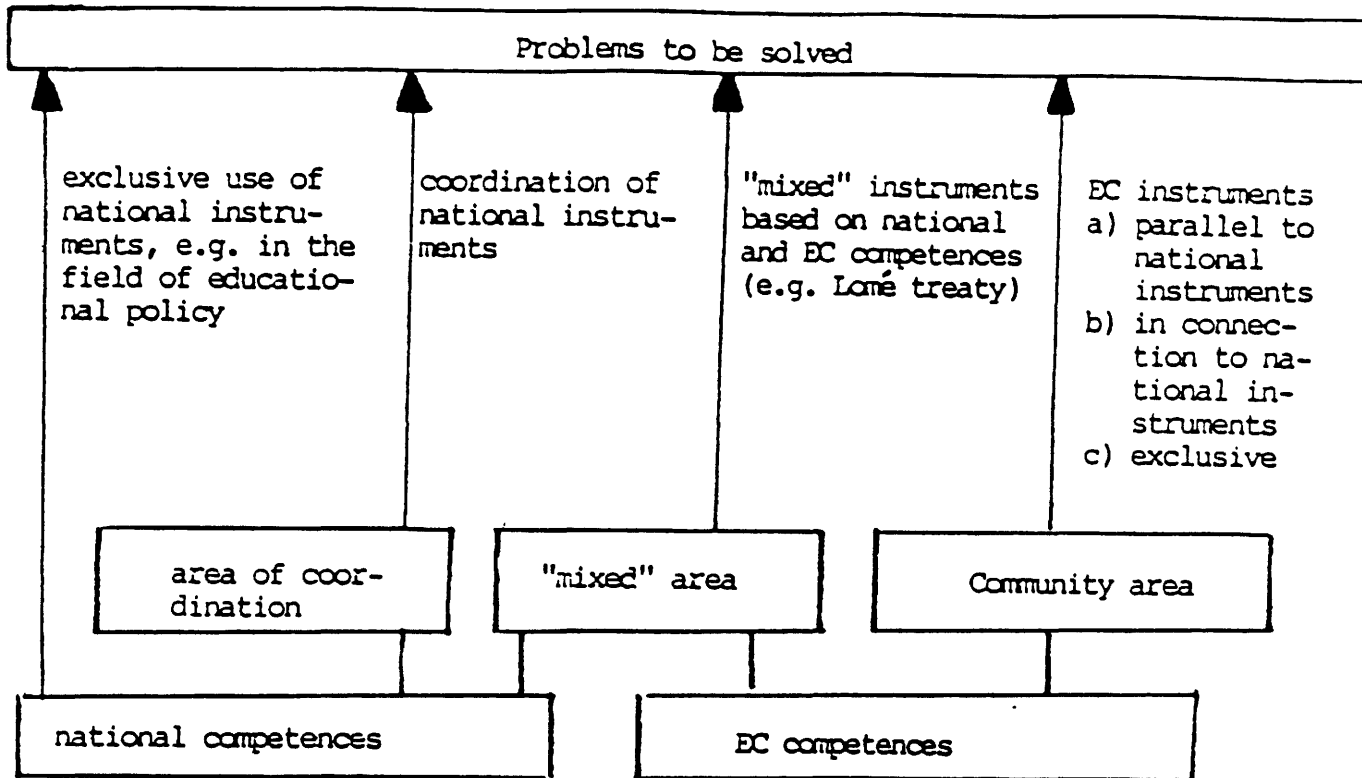 Problems to be solved
exclusive use of
national instru-
ments, e.g. in the
field of educatio-
nal policy
coordination of
national instru-
ments
"mixed" instruments
based on national
and EC competences
(e.g. Lomé treaty)
EC instruments
a) parallel to
national
instruments
b) in connec-
tion to na-
tional in-
struments
c) exclusive
area of coor-
dination
"mixed" area
Community area
national competences
EC competences